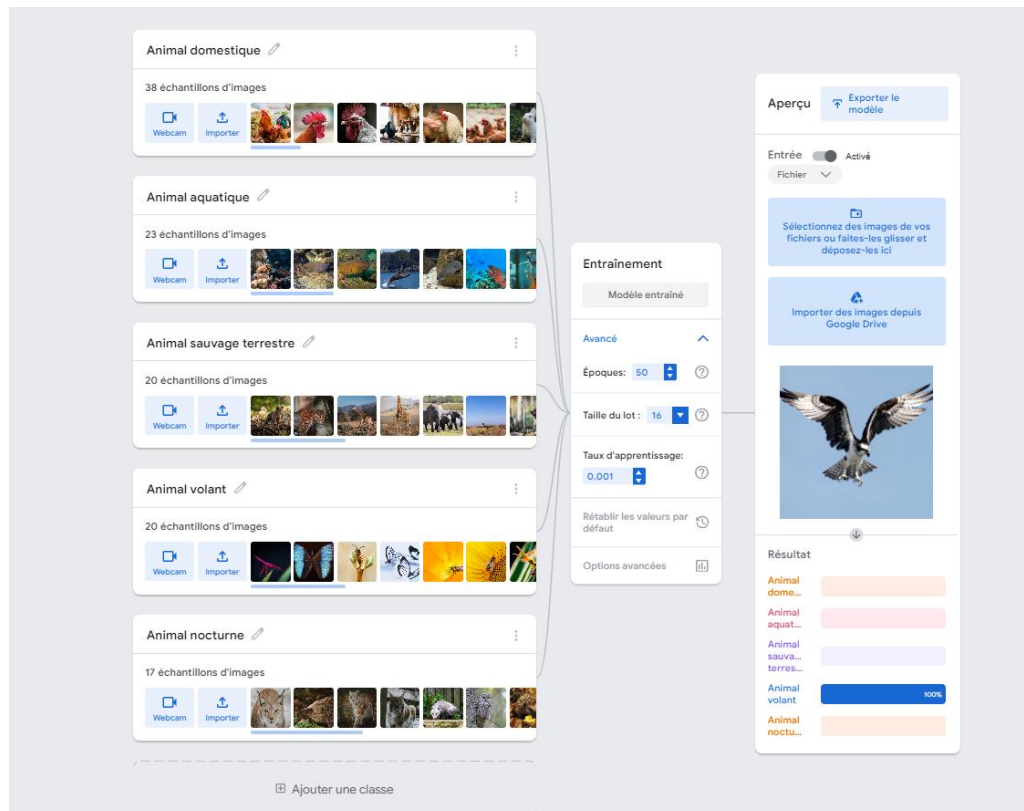 Animal domestique
38 échantillons d'images
Webcam
Importer
Animal aquatique
23 échantillons d'images
Webcam
Importer
Animal sauvage terrestre
20 échantillons d'images
Webcam
Importer
Animal volant
20 échantillons d'images
Webcam
Importer
Animal nocturne
17 échantillons d'images
Webcam
Importer
Ajouter une classe
Entraînement
Modèle entraîné
Avancé
Époques: 50
Taille du lot : 16
Taux d'apprentissage:
0,001
Rétablir les valeurs par
défaut
Options avancées
Aperçu
Exporter le
modèle
Entrée
Activé
Fichier
Sélectionnez des images de vos
fichiers ou faites-les glisser et
déposez-les ici
Importer des images depuis
Google Drive
Résultat
Animal
dome...
Animal
aquat...
Animal
sauva...
terres...
Animal
volant
100%
Animal
noctu...